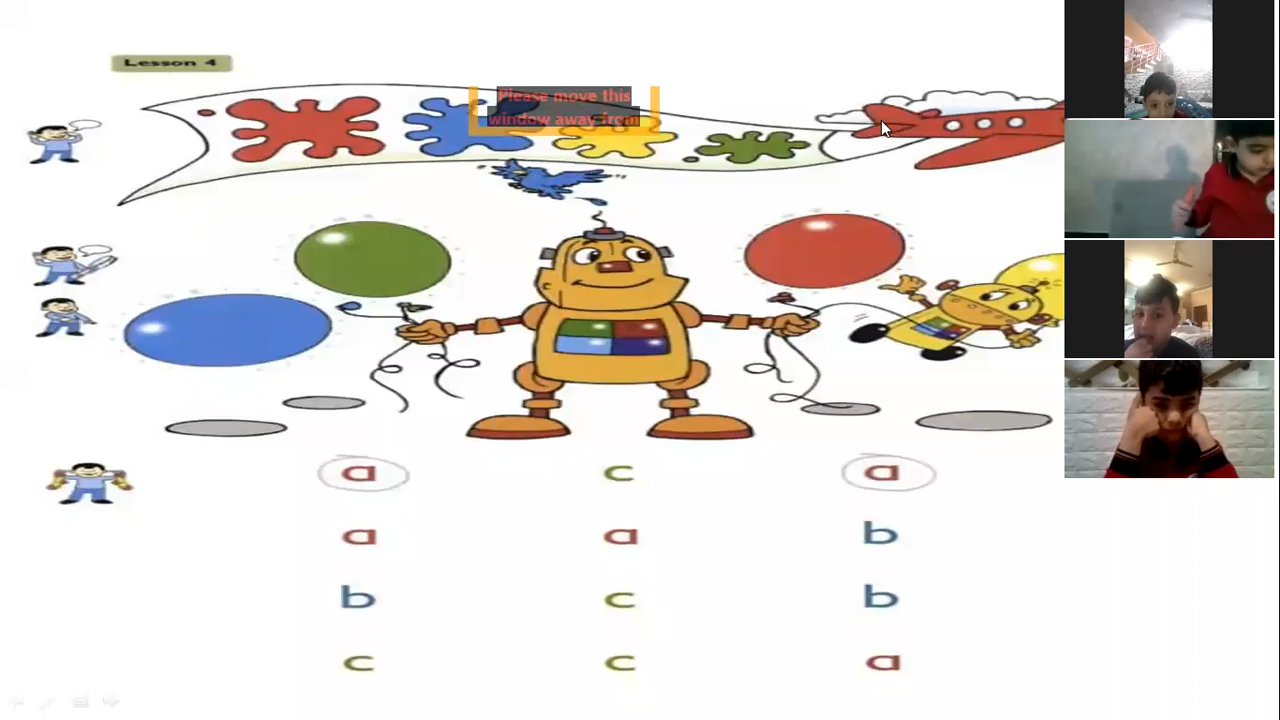 Lesson 4
Please move this
window away from
a c a
a a b
b c b
c c a